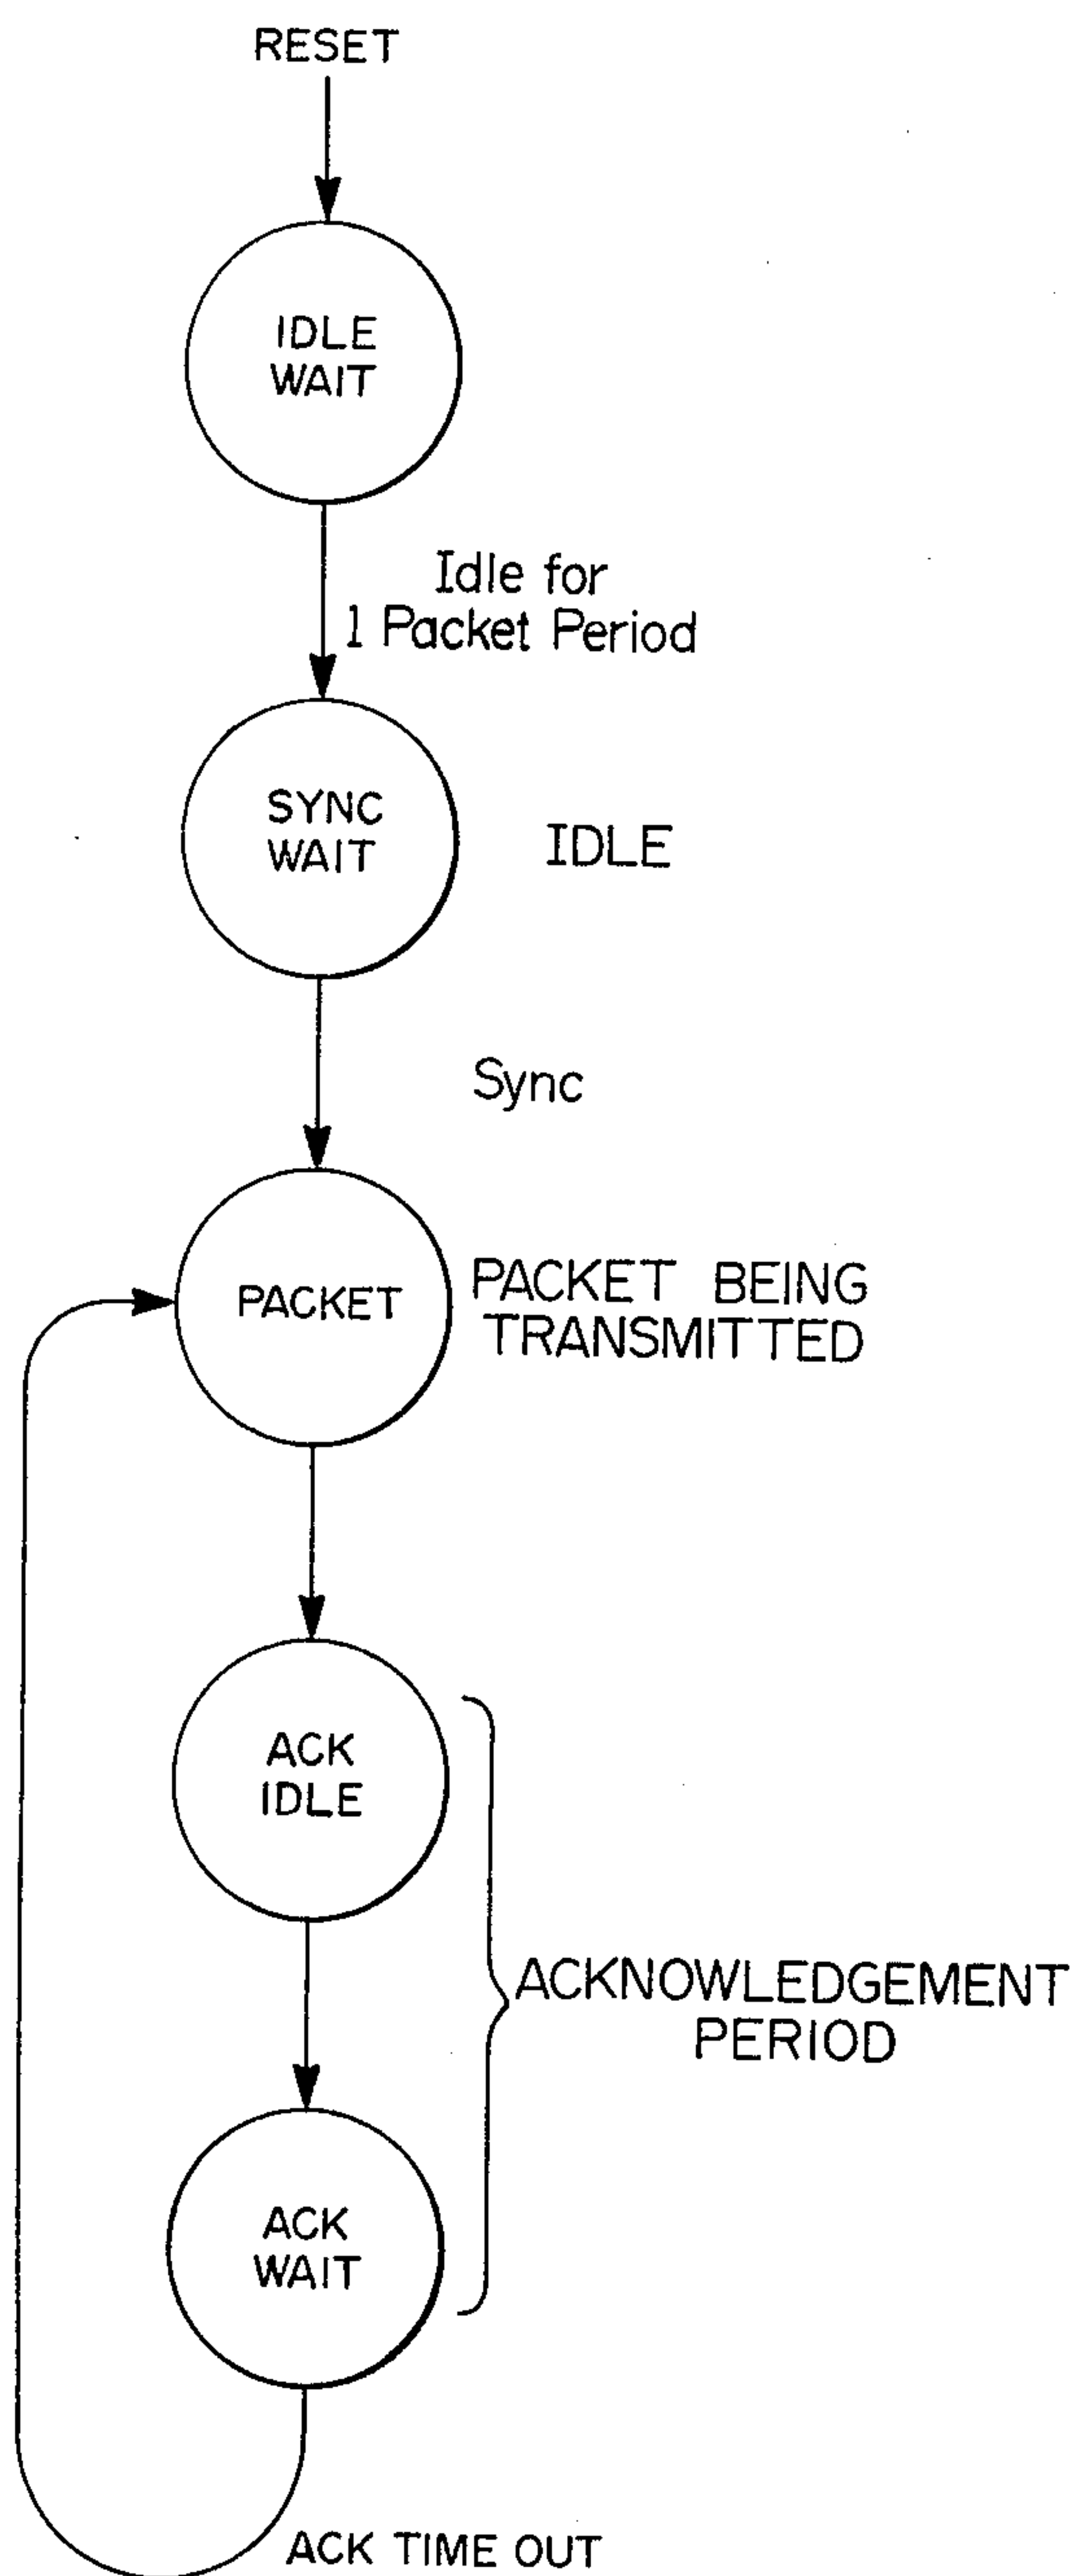 RESET
IDLE
WAIT
Idle for
1 Packet Period
SYNC
WAIT
IDLE
Sync
PACKET
PACKET BEING
TRANSMITTED
ACK
IDLE
ACKNOWLEDGEMENT
PERIOD
ACK
WAIT
ACK TIME OUT